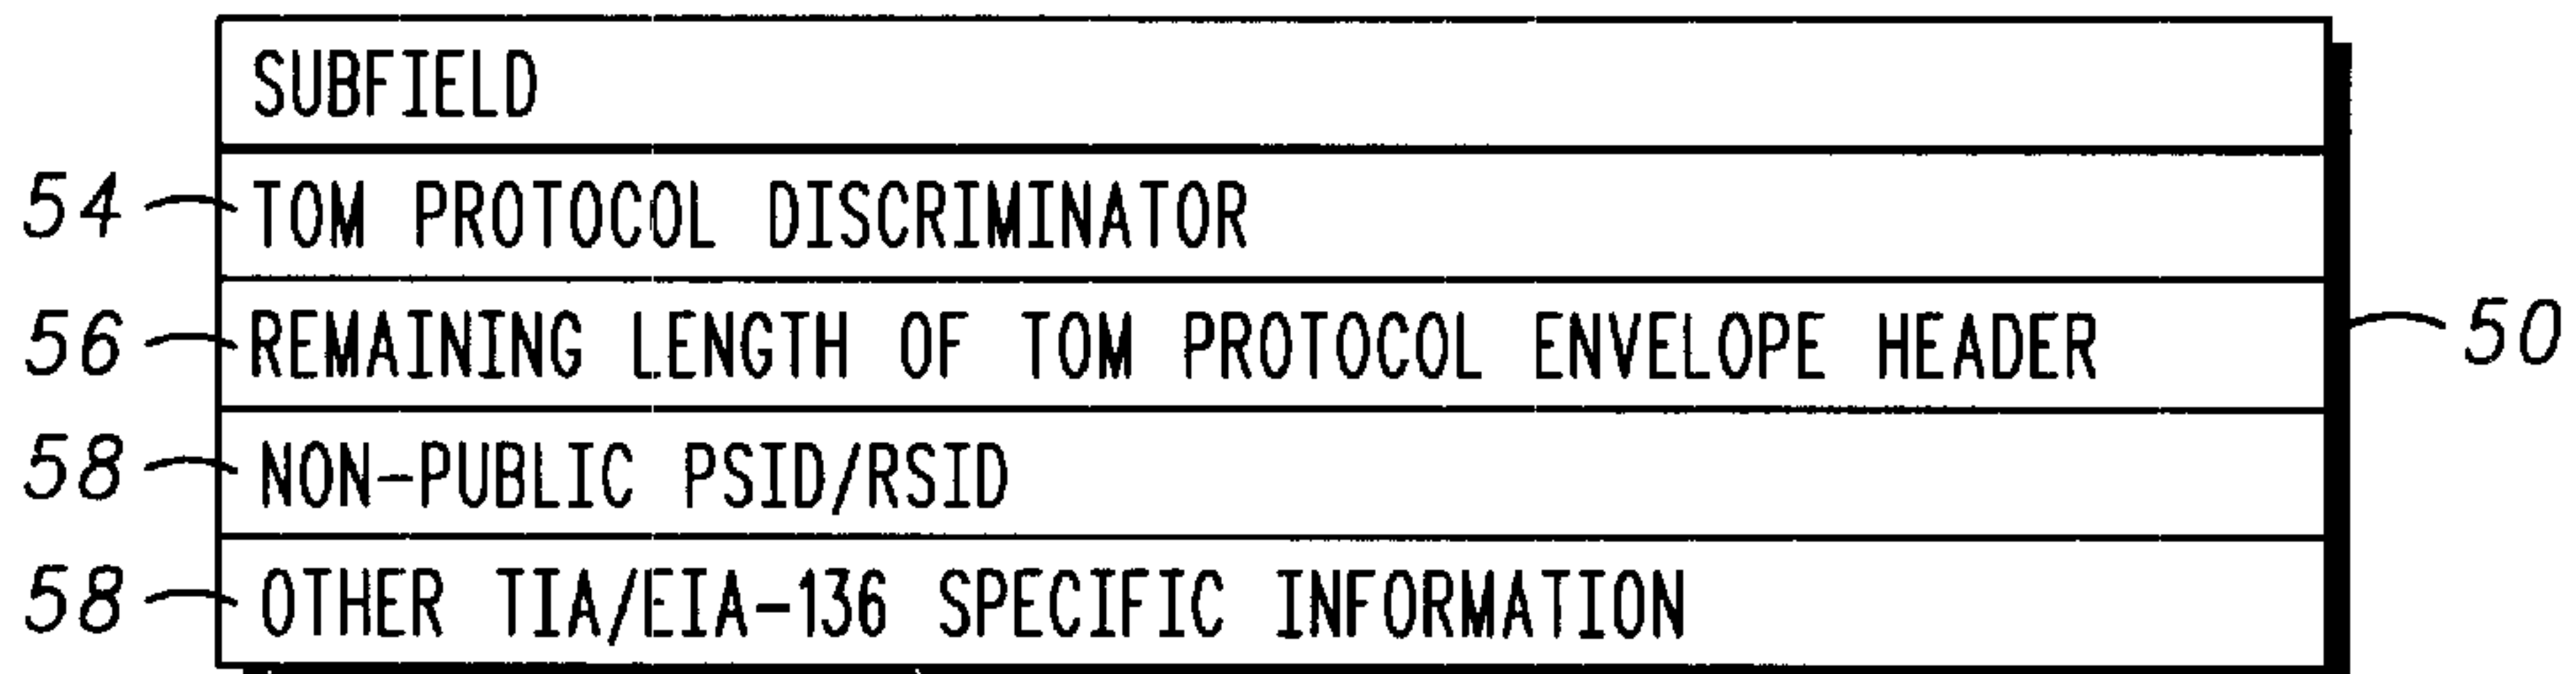 SUBFIELD
54 TOM PROTOCOL DISCRIMINATOR
56 REMAINING LENGTH OF TOM PROTOCOL ENVELOPE HEADER 50
58 NON-PUBLIC PSID/RSID
58 OTHER TIA/EIA-136 SPECIFIC INFORMATION